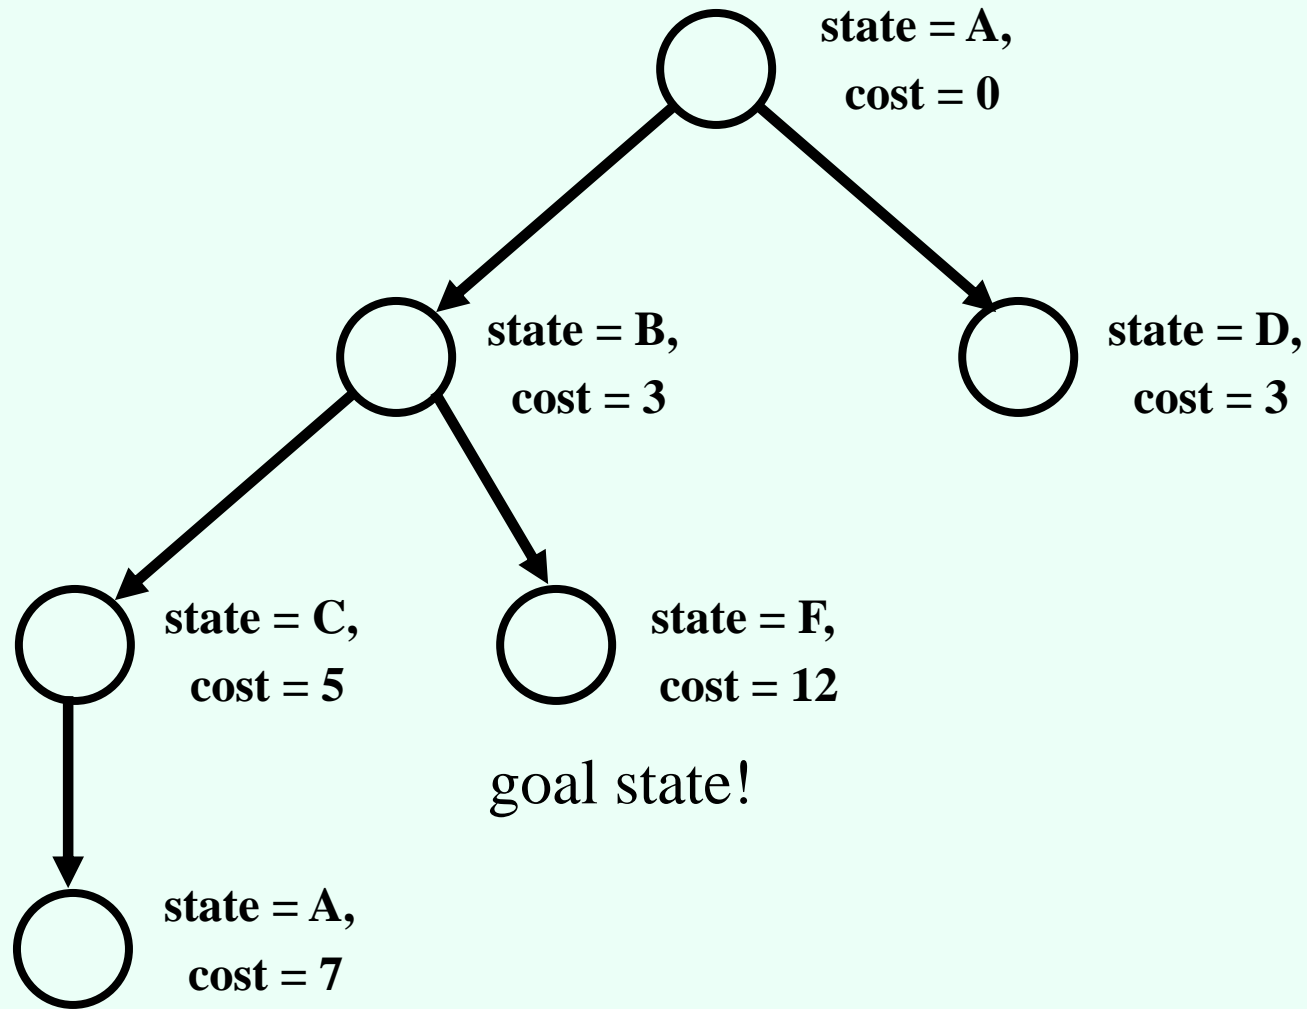 state = A,
cost = 0
state = B,
cost = 3
state = D,
cost = 3
state = C,
cost = 5
state = F,
cost = 12
goal state!
state = A,
cost = 7